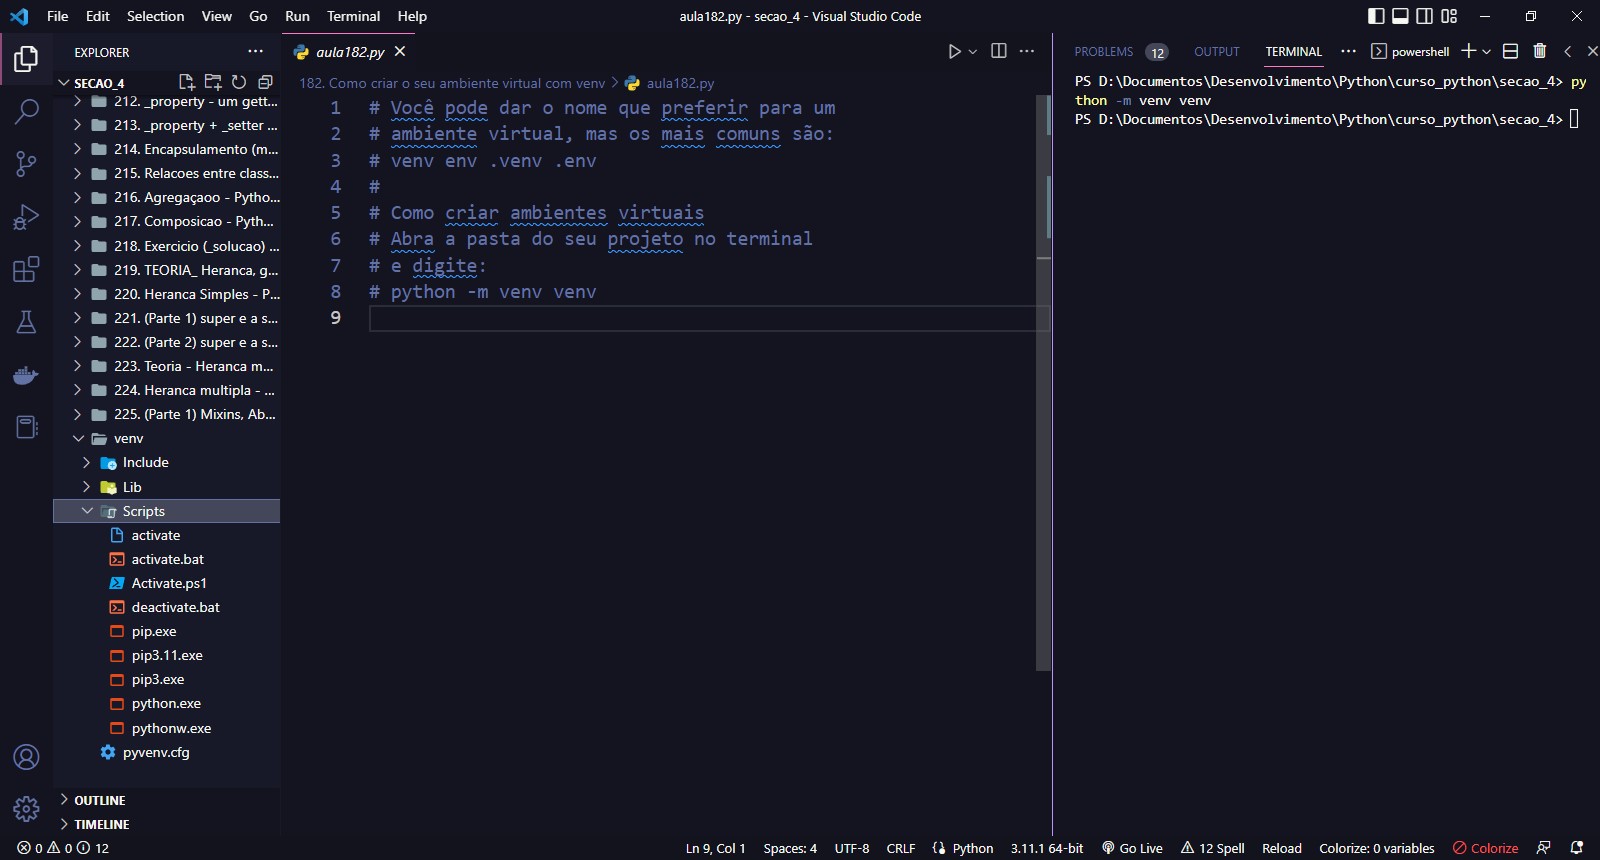 File Edit Selection View Go Run Terminal Help
aula182.py - secao_4 - Visual Studio Code
EXPLORER
SECAO_4
212. _property - um gett...
213. _property + _setter ...
214. Encapsulamento (m...
215. Relacoes entre class...
216. Agregaçaoo - Pytho...
217. Composicao - Pyth...
218. Exercicio (_solucao) ...
219. TEORIA_ Heranca, g...
220. Heranca Simples - P...
221. (Parte 1) super e a s...
222. (Parte 2) super e a s...
223. Teoria - Heranca m...
224. Heranca multipla - ...
225. (Parte 1) Mixins, Ab...
venv
Include
Lib
Scripts
activate
activate.bat
Activate.ps1
deactivate.bat
pip.exe
pip3.11.exe
pip3.exe
python.exe
pythonw.exe
pyvenv.cfg
OUTLINE
TIMELINE
aula182.py
182. Como criar o seu ambiente virtual com venv > aula182.py
1 # Você pode dar o nome que preferir para um
2 # ambiente virtual, mas os mais comuns são:
3 # venv env .venv .env
4 #
5 # Como criar ambientes virtuais
6 # Abra a pasta do seu projeto no terminal
7 # e digite:
8 # python -m venv venv
9
PROBLEMS 12 OUTPUT TERMINAL ... powershell
PS D:\Documentos\Desenvolvimento\Python\curso_python\secao_4> py
thon -m venv venv
PS D:\Documentos\Desenvolvimento\Python\curso_python\secao_4>
0 0 12 Ln 9, Col 1 Spaces: 4 UTF-8 CRLF Python 3.11.1 64-bit Go Live 12 Spell Reload Colorize: 0 variables Colorize